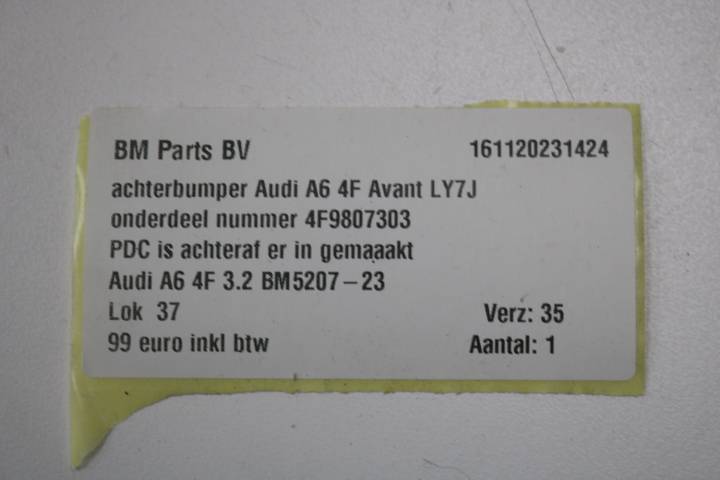 BM Parts BV 161120231424
achterbumper Audi A6 4F Avant LY7J
onderdeel nummer 4F9807303
PDC is achteraf er in gemaaakt
Audi A6 4F 3.2 BM5207-23
Lok 37 Verz: 35
99 euro inkl btw Aantal: 1